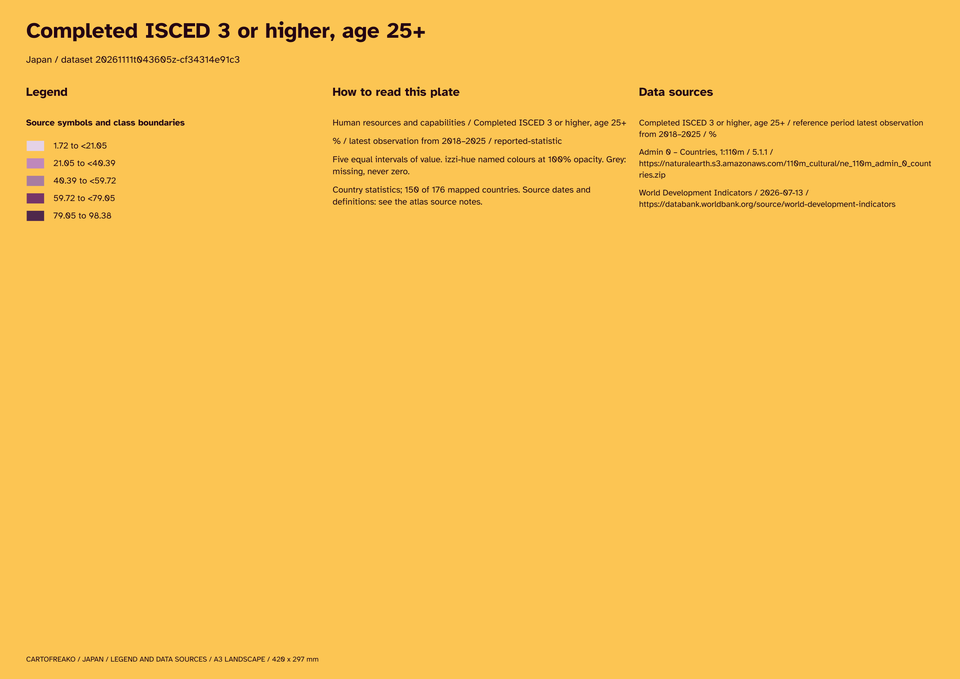 Completed ISCED 3 or higher, age 25+
Japan / dataset 20261111t043605z-cf34314e91c3
Legend
Source symbols and class boundaries
1.72 to <21.05
21.05 to <40.39
40.39 to <59.72
59.72 to <79.05
79.05 to 98.38
How to read this plate
Human resources and capabilities / Completed ISCED 3 or higher, age 25+
% / latest observation from 2018–2025 / reported-statistic
Five equal intervals of value. izzi-hue named colours at 100% opacity. Grey:
missing, never zero.
Country statistics; 150 of 176 mapped countries. Source dates and
definitions: see the atlas source notes.
Data sources
Completed ISCED 3 or higher, age 25+ / reference period latest observation
from 2018–2025 / %
Admin 0 – Countries, 1:110m / 5.1.1 /
https://naturalearth.s3.amazonaws.com/110m_cultural/ne_110m_admin_0_count
ries.zip
World Development Indicators / 2026-07-13 /
https://databank.worldbank.org/source/world-development-indicators
CARTOFREAKO / JAPAN / LEGEND AND DATA SOURCES / A3 LANDSCAPE / 420 x 297 mm